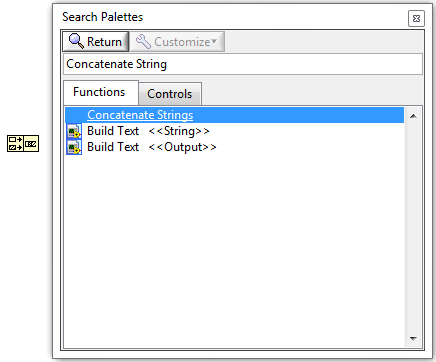 Search Palettes
Return Customize
Concatenate String
Functions Controls
Concatenate Strings
Build Text <<String>>
Build Text <<Output>>